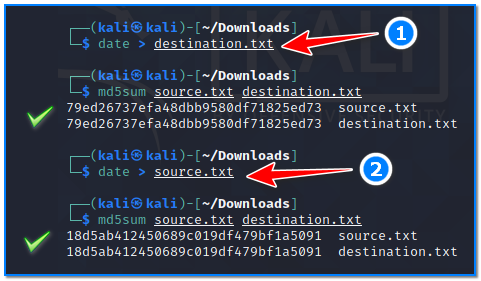 ┌──(kali㉿kali)-[~/Downloads]
└─$ date > destination.txt
1
┌──(kali㉿kali)-[~/Downloads]
└─$ md5sum source.txt destination.txt
79ed26737efa48dbb9580df71825ed73  source.txt
79ed26737efa48dbb9580df71825ed73  destination.txt
┌──(kali㉿kali)-[~/Downloads]
└─$ date > source.txt
2
┌──(kali㉿kali)-[~/Downloads]
└─$ md5sum source.txt destination.txt
18d5ab412450689c019df479bf1a5091  source.txt
18d5ab412450689c019df479bf1a5091  destination.txt